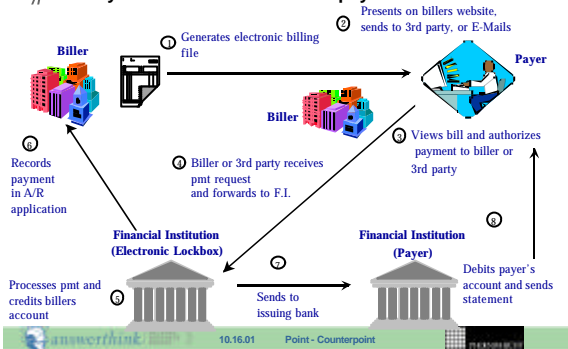 2
Presents on billers website,
sends to 3rd party, or E-Mails
Biller
1
Generates electronic billing
file
Payer
Biller
3
Views bill and authorizes
payment to biller or
3rd party
6
Records
payment
in A/R
application
4
Biller or 3rd party receives
pmt request
and forwards to F.I.
8
Financial Institution
(Electronic Lockbox)
Financial Institution
(Payer)
7
Processes pmt and
credits billers
account
5
Sends to
issuing bank
Debits payer's
account and sends
statement
answerthink
10.16.01
Point - Counterpoint